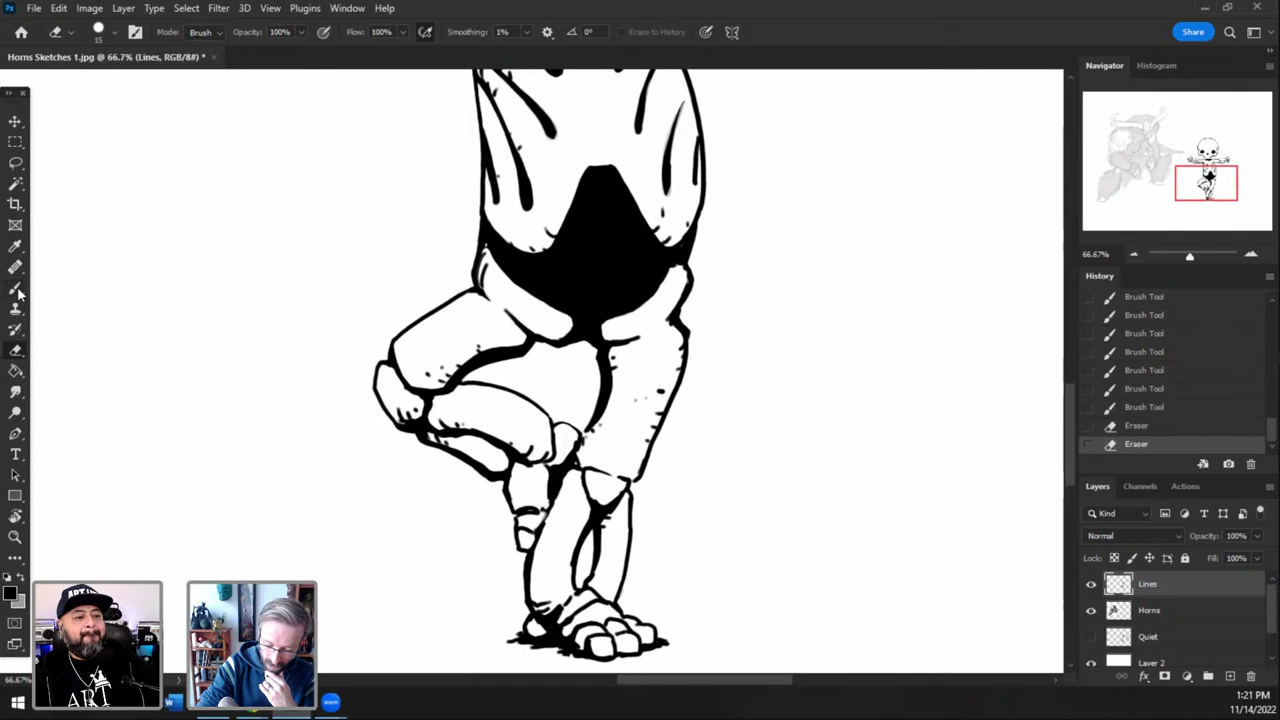 Ps File Edit Image Layer Type Select Filter 3D View Plugins Window Help
15 Mode: Brush Opacity: 100% Flow: 100% Smoothing: 1% 0° Erase to History Share
Horns Sketches 1.jpg @ 66.7% (Lines, RGB/8#) *
Navigator Histogram
66.67%
History
Brush Tool
Brush Tool
Brush Tool
Brush Tool
Brush Tool
Brush Tool
Brush Tool
Eraser
Eraser
Layers Channels Actions
Kind
Normal Opacity: 100%
Lock: Fill: 100%
Lines
Horns
Quiet
Layer 2
ART
66.67%
zoom
1:21 PM
11/14/2022